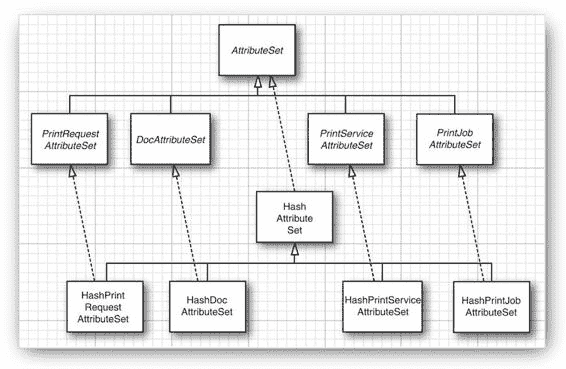 AttributeSet
PrintRequest
AttributeSet
DocAttributeSet
PrintService
AttributeSet
PrintJob
AttributeSet
Hash
Attribute
Set
HashPrint
Request
AttributeSet
HashDoc
AttributeSet
HashPrintService
AttributeSet
HashPrintJob
AttributeSet